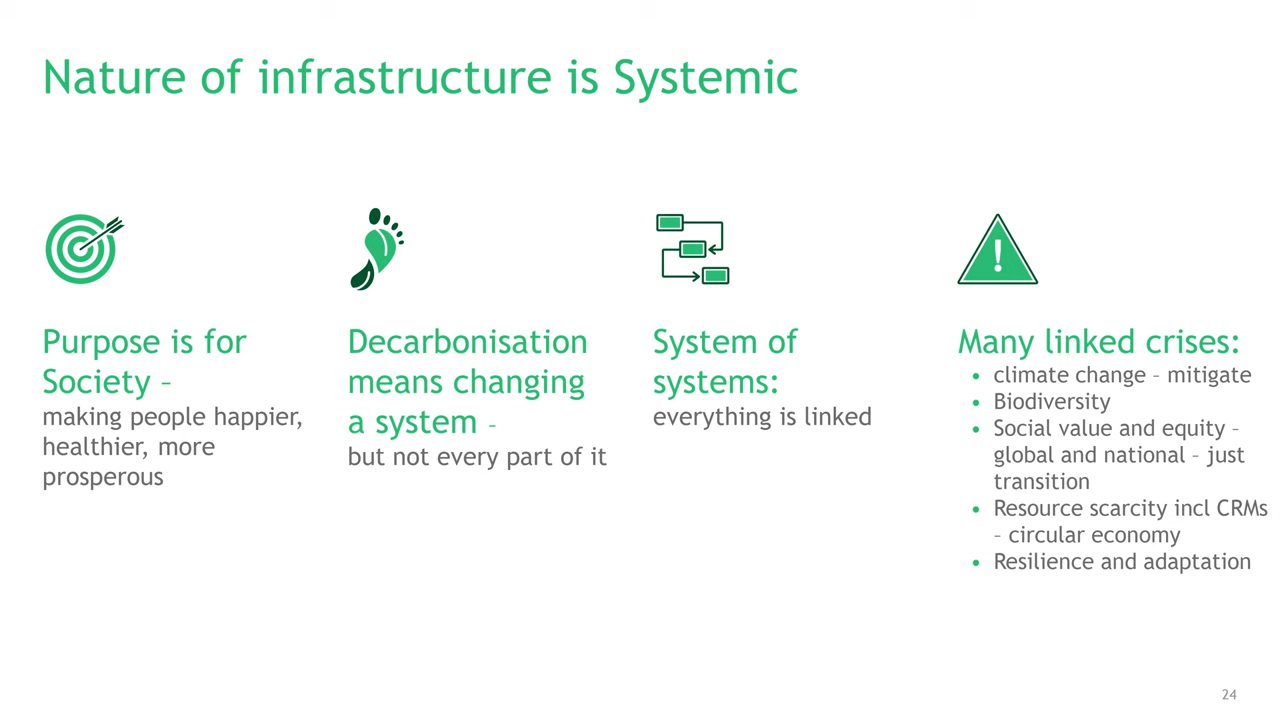 Nature of infrastructure is Systemic
Purpose is for
Society –
making people happier,
healthier, more
prosperous
Decarbonisation
means changing
a system –
but not every part of it
System of
systems:
everything is linked
!
Many linked crises:
• climate change – mitigate
• Biodiversity
• Social value and equity –
global and national – just
transition
• Resource scarcity incl CRMs
– circular economy
• Resilience and adaptation
24